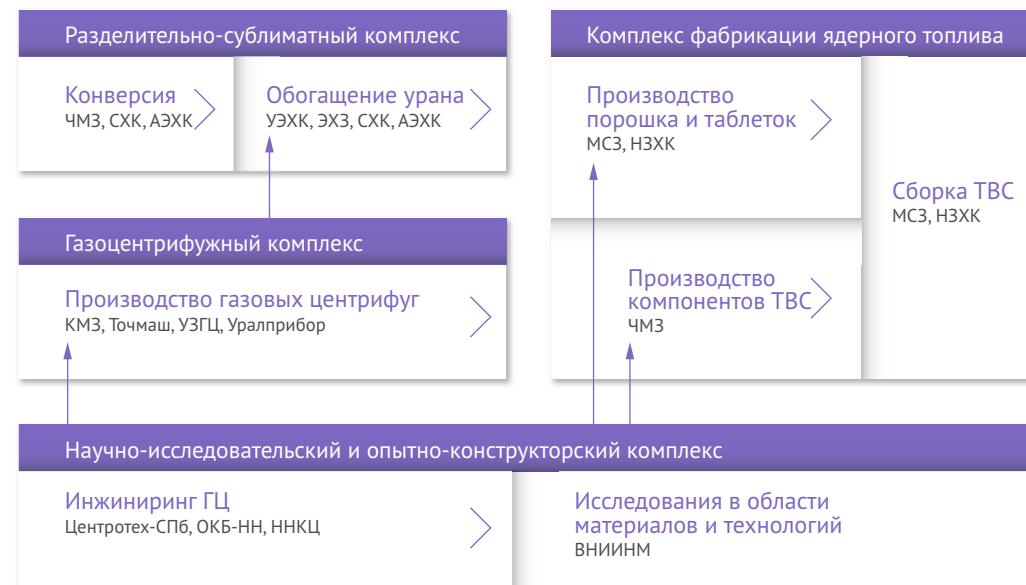 Разделительно-сублиматный комплекс
Конверсия
ЧМЗ, СХК, АЭХК
Обогащение урана
УЭХК, ЭХЗ, СХК, АЭХК
Газоцентрифужный комплекс
Производство газовых центрифуг
КМЗ, Точмаш, УЗГЦ, Уралприбор
Комплекс фабрикации ядерного топлива
Производство
порошка и таблеток
МСЗ, НЗХК
Сборка ТВС
МСЗ, НЗХК
Производство
компонентов ТВС
ЧМЗ
Научно-исследовательский и опытно-конструкторский комплекс
Инжиниринг ГЦ
Центротех-СПб, ОКБ-НН, ННКЦ
Исследования в области
материалов и технологий
ВНИИНМ